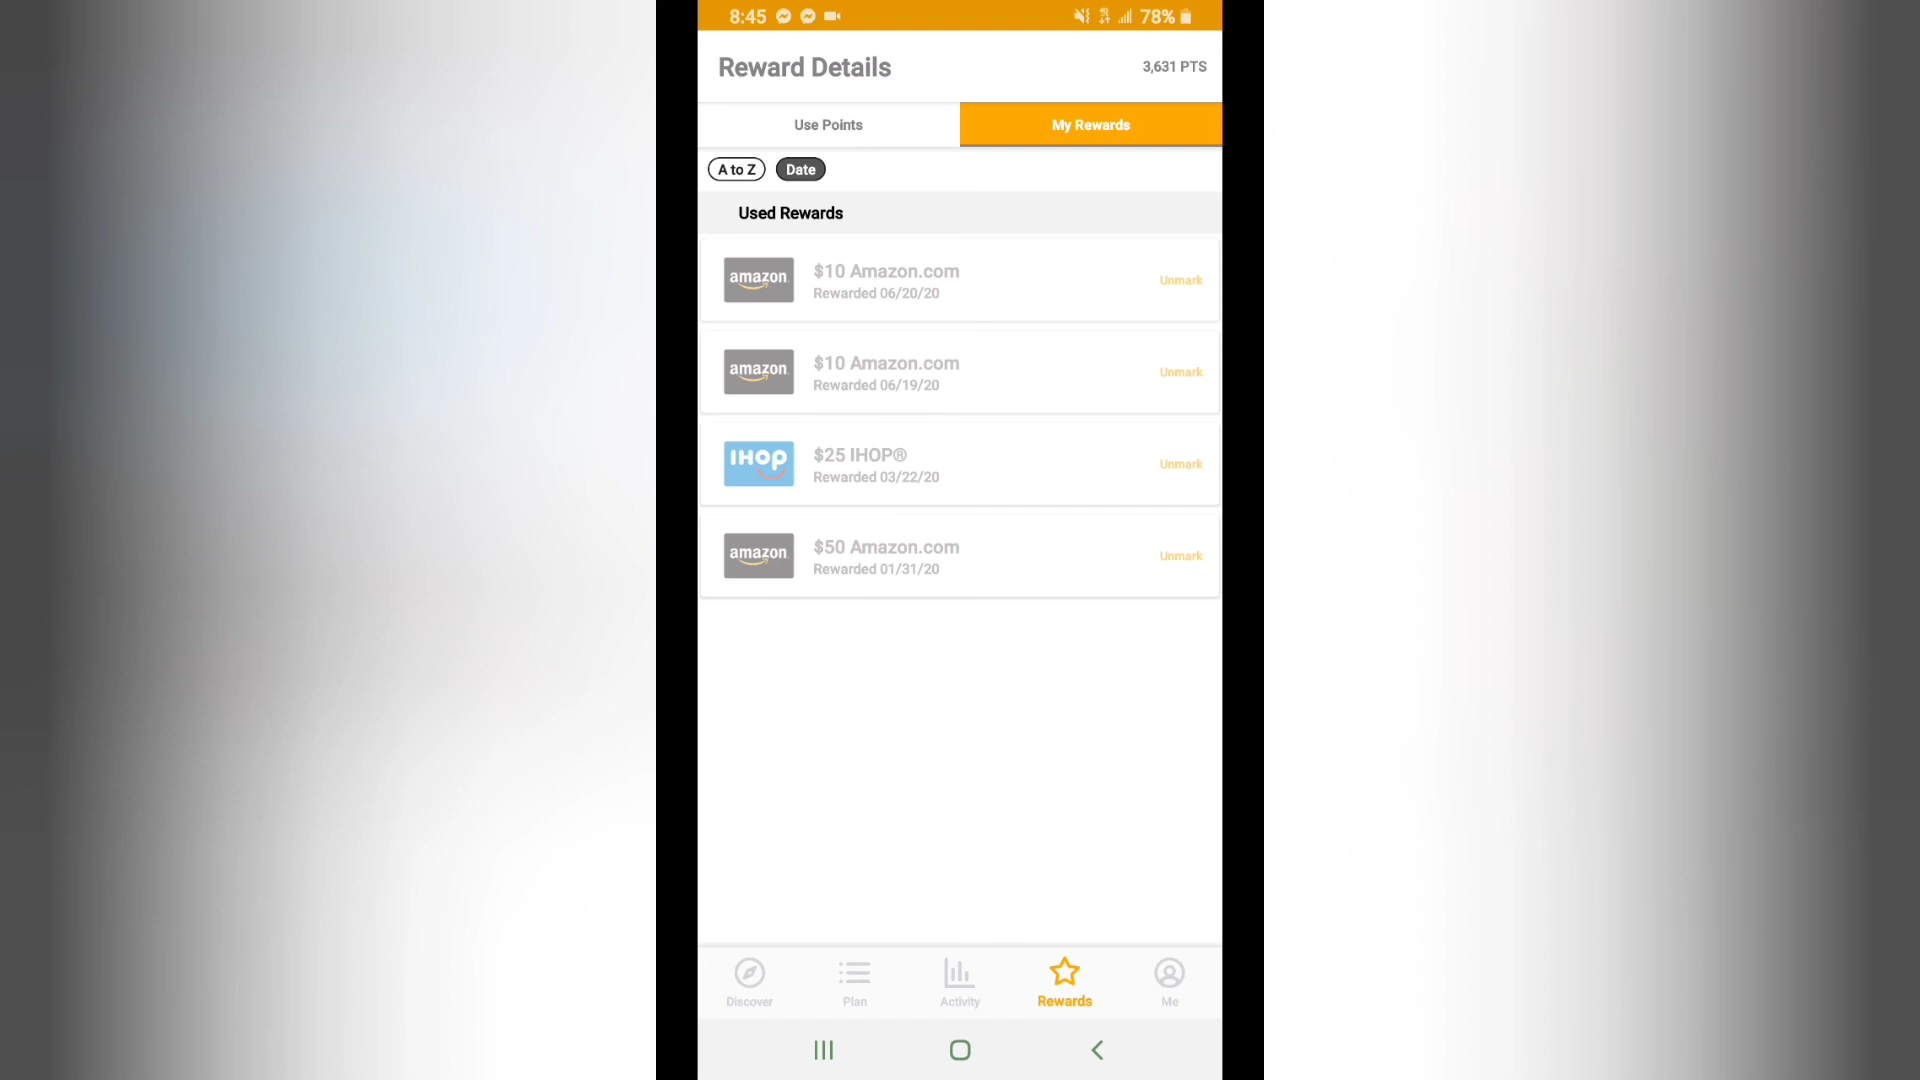 8:45 78%
Reward Details 3,631 PTS
Use Points My Rewards
A to Z Date
Used Rewards
amazon $10 Amazon.com Unmark
Rewarded 06/20/20
amazon $10 Amazon.com Unmark
Rewarded 06/19/20
IHOP $25 IHOP® Unmark
Rewarded 03/22/20
amazon $50 Amazon.com Unmark
Rewarded 01/31/20
Discover Plan Activity Rewards Me